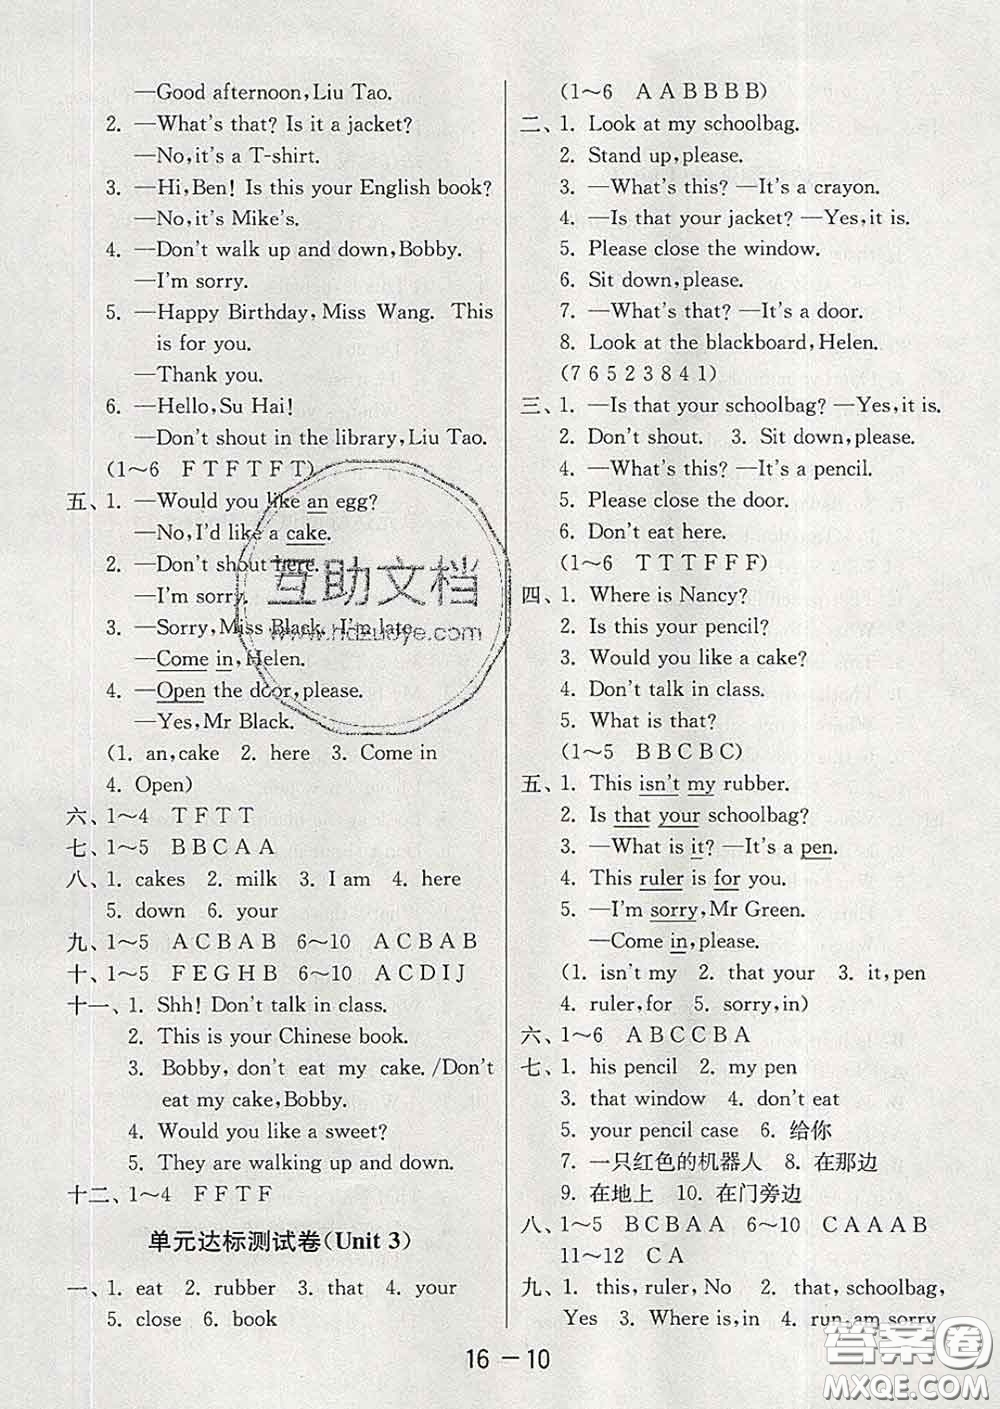 —Good afternoon,Liu Tao.
2. —What's that? Is it a jacket?
—No,it's a T-shirt.
3. —Hi,Ben! Is this your English book?
—No,it's Mike's.
4. —Don't walk up and down,Bobby.
—I'm sorry.
5. —Happy Birthday, Miss Wang. This
is for you.
—Thank you.
6. —Hello,Su Hai!
—Don't shout in the library,Liu Tao.
(1～6 F T F T F T)
五、1. —Would you like an egg?
—No,I'd like a cake.
2. —Don't shout here.
—I'm sorry.
3. —Sorry,Miss Black. I'm late.
—Come in,Helen.
4. —Open the door,please.
—Yes,Mr Black.
(1. an,cake 2. here 3. Come in
4. Open)
六、1～4 T F T T
七、1～5 B B C A A
八、1. cakes 2. milk 3. I am 4. here
5. down 6. your
九、1～5 A C B A B 6～10 A C B A B
十、1～5 F E G H B 6～10 A C D I J
十一、1. Shh! Don't talk in class.
2. This is your Chinese book.
3. Bobby, don't eat my cake. /Don't
eat my cake,Bobby.
4. Would you like a sweet?
5. They are walking up and down.
十二、1～4 F F T F
单元达标测试卷(Unit 3)
一、1. eat 2. rubber 3. that 4. your
5. close 6. book
(1～6 A A B B B B)
二、1. Look at my schoolbag.
2. Stand up,please.
3. —What's this? —It's a crayon.
4. —Is that your jacket? —Yes,it is.
5. Please close the window.
6. Sit down,please.
7. —What's that? —It's a door.
8. Look at the blackboard,Helen.
(7 6 5 2 3 8 4 1)
三、1. —Is that your schoolbag? —Yes,it is.
2. Don't shout. 3. Sit down,please.
4. —What's this? —It's a pencil.
5. Please close the door.
6. Don't eat here.
(1～6 T T T F F F)
四、1. Where is Nancy?
2. Is this your pencil?
3. Would you like a cake?
4. Don't talk in class.
5. What is that?
(1～5 B B C B C)
五、1. This isn't my rubber.
2. Is that your schoolbag?
3. —What is it? —It's a pen.
4. This ruler is for you.
5. —I'm sorry,Mr Green.
—Come in,please.
(1. isn't my 2. that your 3. it,pen
4. ruler,for 5. sorry,in)
六、1～6 A B C C B A
七、1. his pencil 2. my pen
3. that window 4. don't eat
5. your pencil case 6. 给你
7. 一只红色的机器人 8. 在那边
9. 在地上 10. 在门旁边
八、1～5 B C B A A 6～10 C A A A B
11～12 C A
九、1. this,ruler,No 2. that,schoolbag,
Yes 3. Where is,in 4. run,am sorry
16－10
互助文档
www.hdzuoye.com
答案圈
MXQE.COM